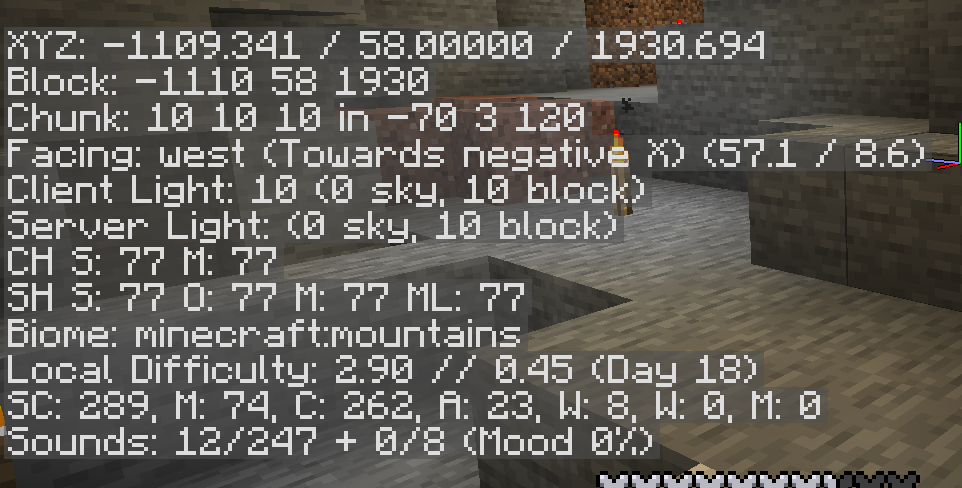 XYZ: -1109.341 / 58.00000 / 1930.694
Block: -1110 58 1930
Chunk: 10 10 10 in -70 3 120
Facing: west (Towards negative X) (57.1 / 8.6)
Client Light: 10 (0 sky, 10 block)
Server Light: (0 sky, 10 block)
CH S: 77 M: 77
SH S: 77 O: 77 M: 77 ML: 77
Biome: minecraft:mountains
Local Difficulty: 2.90 // 0.45 (Day 18)
SC: 289, M: 74, C: 262, A: 23, W: 8, W: 0, M: 0
Sounds: 12/247 + 0/8 (Mood 0%)